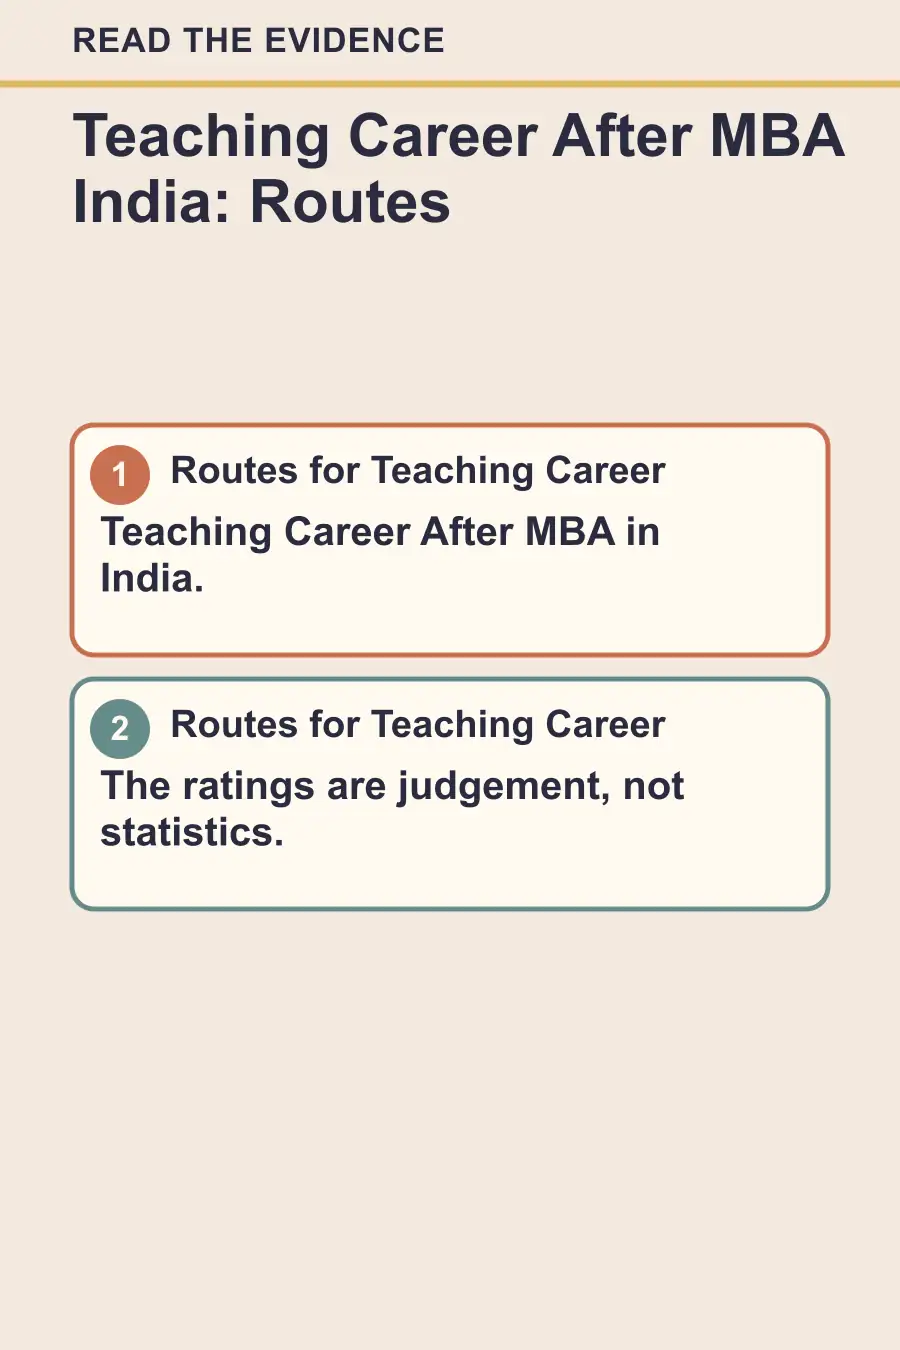 READ THE EVIDENCE
Teaching Career After MBA
India: Routes
1 Routes for Teaching Career
Teaching Career After MBA in
India.
2 Routes for Teaching Career
The ratings are judgement, not
statistics.